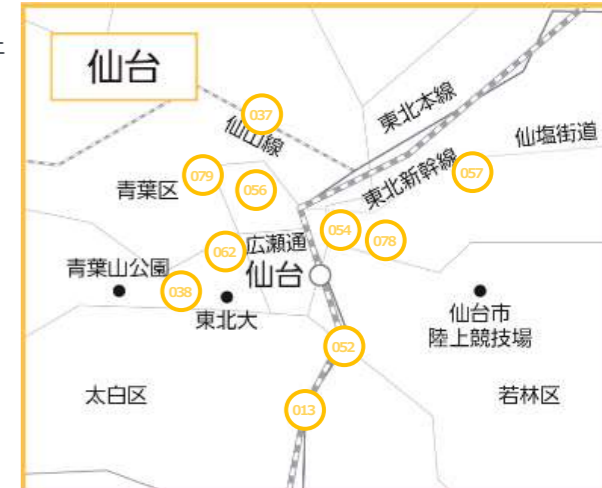 仙台
東北本線
037
仙山線
仙塩街道
東北新幹線
057
079
青葉区
056
054
078
062
広瀬通
仙台
青葉山公園
038
東北大
仙台市
陸上競技場
052
太白区
若林区
013